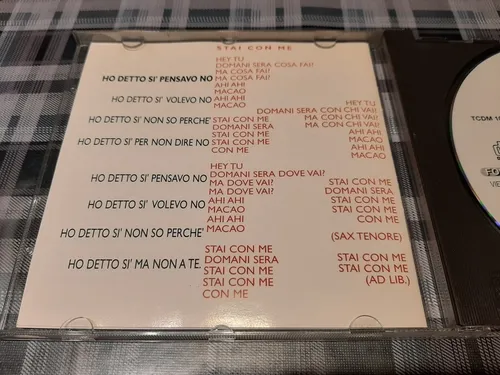 STAI CON ME
HO DETTO SI' PENSAVO NO
HO DETTO SI' VOLEVO NO
HO DETTO SI' NON SO PERCHE'
HO DETTO SI' PER NON DIRE NO
HO DETTO SI' PENSAVO NO
HO DETTO SI' VOLEVO NO
HO DETTO SI' NON SO PERCHE'
HO DETTO SI' MA NON A TE.
HEY TU
DOMANI SERA COSA FAI?
MA COSA FAI?
MA COSA FAI?
AHI! AHI!
MACAO
AHI! AHI!
MACAO
STAI CON ME
DOMANI SERA
STAI CON ME
STAI CON ME
CON ME
HEY TU
DOMANI SERA DOVE VAI?
MA DOVE VAI?
MA DOVE VAI?
AHI! AHI!
MACAO
AHI! AHI!
MACAO
STAI CON ME
DOMANI SERA
STAI CON ME
STAI CON ME
CON ME
HEY TU
DOMANI SERA CON CHI VAI?
MA CON CHI VAI?
MA CON CHI VAI?
AHI! AHI!
MACAO
AHI! AHI!
MACAO
STAI CON ME
DOMANI SERA
STAI CON ME
STAI CON ME
CON ME
(SAX TENORE)
STAI CON ME
STAI CON ME
(AD LIB.)
TCDM